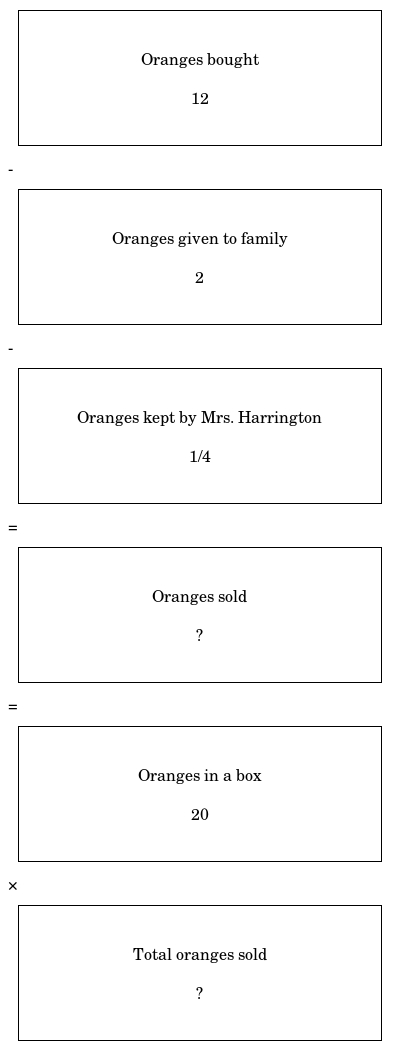 Oranges bought
12
-
Oranges given to family
2
-
Oranges kept by Mrs. Harrington
1/4
=
Oranges sold
?
=
Oranges in a box
20
×
Total oranges sold
?